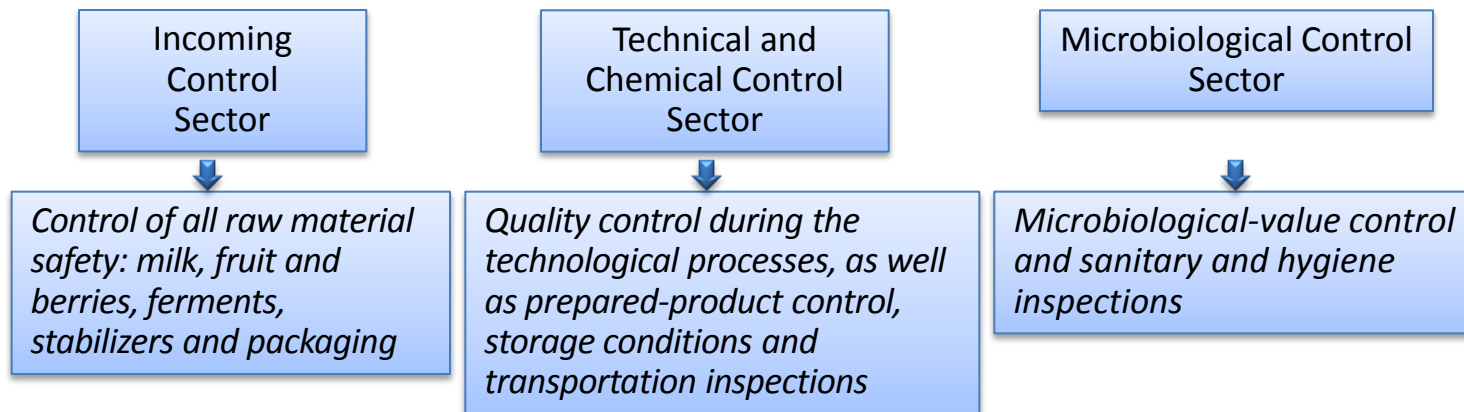 Incoming
Control
Sector
Control of all raw material
safety: milk, fruit and
berries, ferments,
stabilizers and packaging
Technical and
Chemical Control
Sector
Quality control during the
technological processes, as well
as prepared-product control,
storage conditions and
transportation inspections
Microbiological Control
Sector
Microbiological-value control
and sanitary and hygiene
inspections